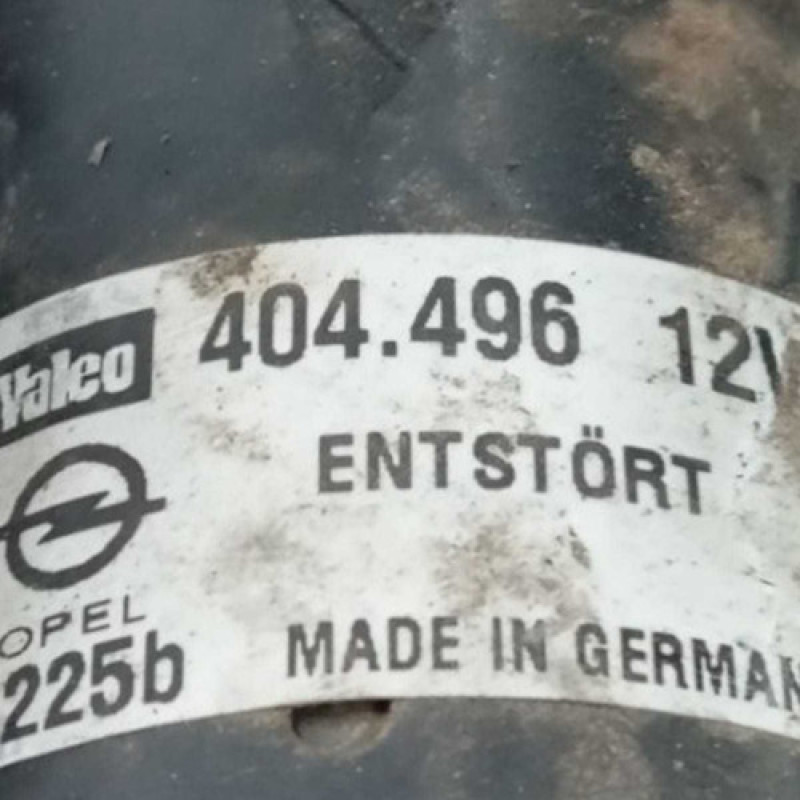 Valeo 404.496 12V
ENTSTÖRT
OPEL
225b MADE IN GERMAN